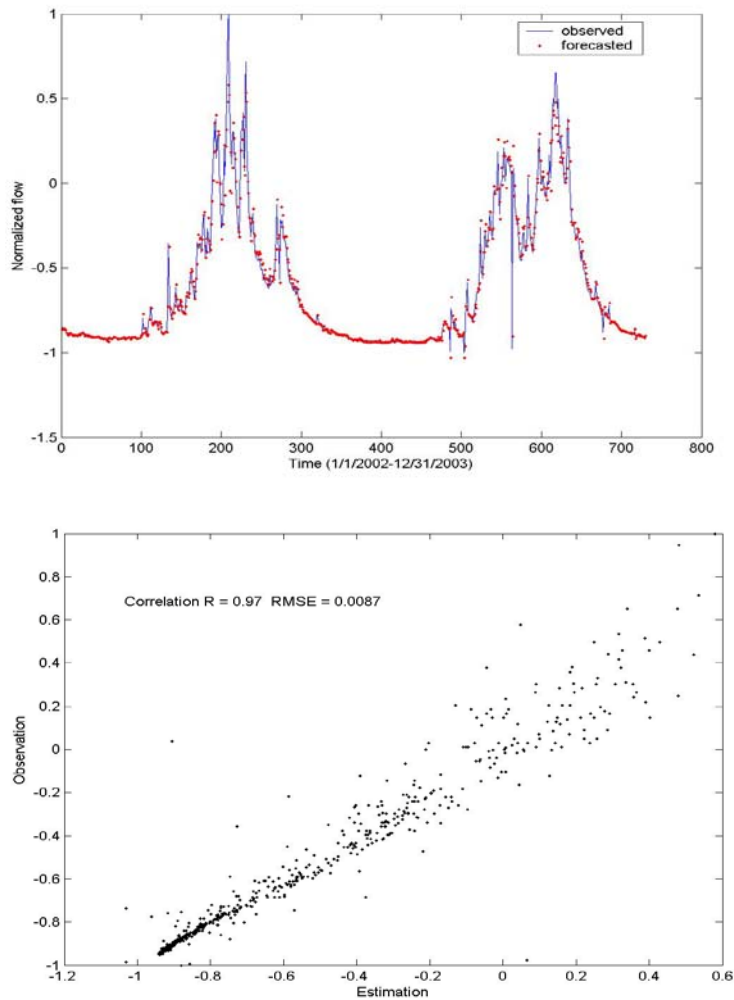 1
observed
forecasted
0.5
0
-0.5
-1
-1.5
Normalized flow
0 100 200 300 400 500 600 700 800
Time (1/1/2002-12/31/2003)
1
0.8
0.6
0.4
0.2
0
-0.2
-0.4
-0.6
-0.8
-1
Correlation R = 0.97 RMSE = 0.0087
Observation
-1.2 -1 -0.8 -0.6 -0.4 -0.2 0 0.2 0.4 0.6
Estimation